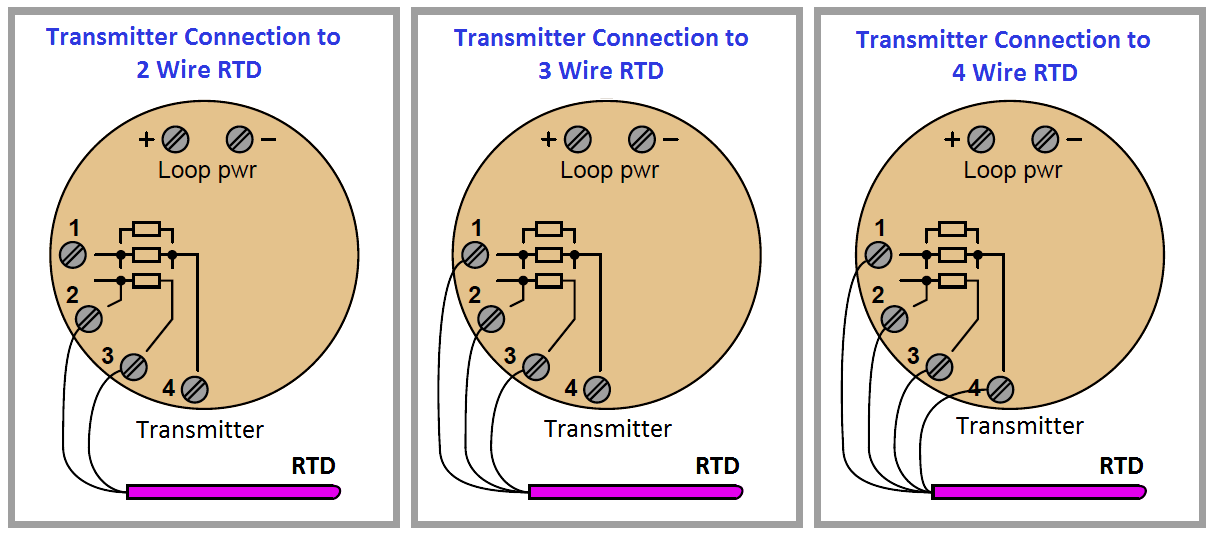 Transmitter Connection to
2 Wire RTD
+ −
Loop pwr
1
2
3
4
Transmitter
RTD
Transmitter Connection to
3 Wire RTD
+ −
Loop pwr
1
2
3
4
Transmitter
RTD
Transmitter Connection to
4 Wire RTD
+ −
Loop pwr
1
2
3
4
Transmitter
RTD